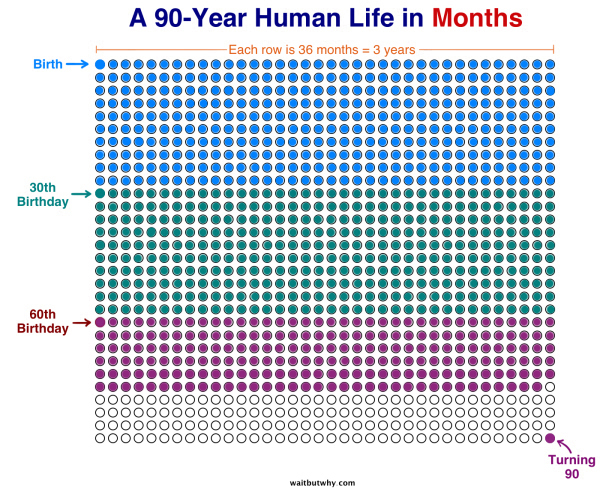 A 90-Year Human Life in Months
Each row is 36 months = 3 years
Birth
30th
Birthday
60th
Birthday
Turning
90
waitbutwhy.com